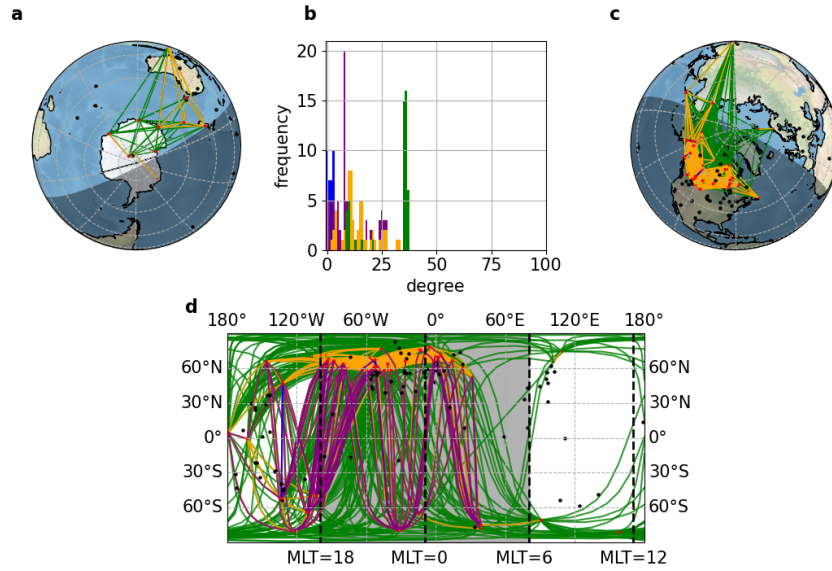 a
b
c
20
15
10
5
0
frequency
0
25
50
75
100
degree
d
180°
120°W
60°W
0°
60°E
120°E
180°
60°N
30°N
0°
30°S
60°S
60°N
30°N
0°
30°S
60°S
MLT=18
MLT=0
MLT=6
MLT=12